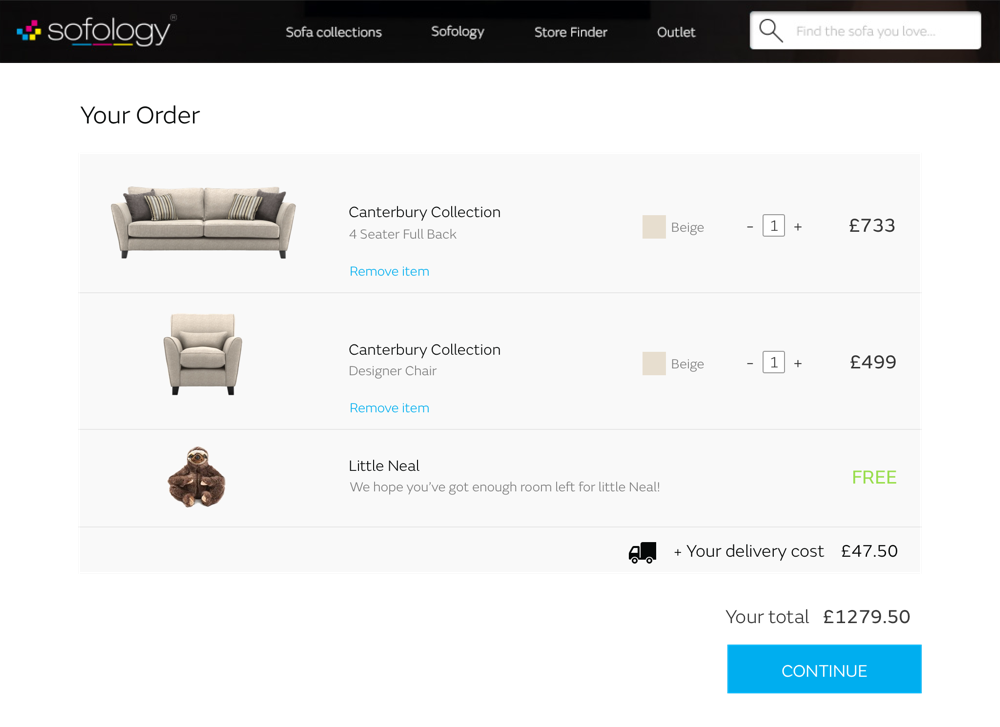 sofology®
Sofa collections Sofology Store Finder Outlet Find the sofa you love...
Your Order
Canterbury Collection
4 Seater Full Back
Beige - 1 + £733
Remove item
Canterbury Collection
Designer Chair
Beige - 1 + £499
Remove item
Little Neal
We hope you've got enough room left for little Neal!
FREE
+ Your delivery cost £47.50
Your total £1279.50
CONTINUE